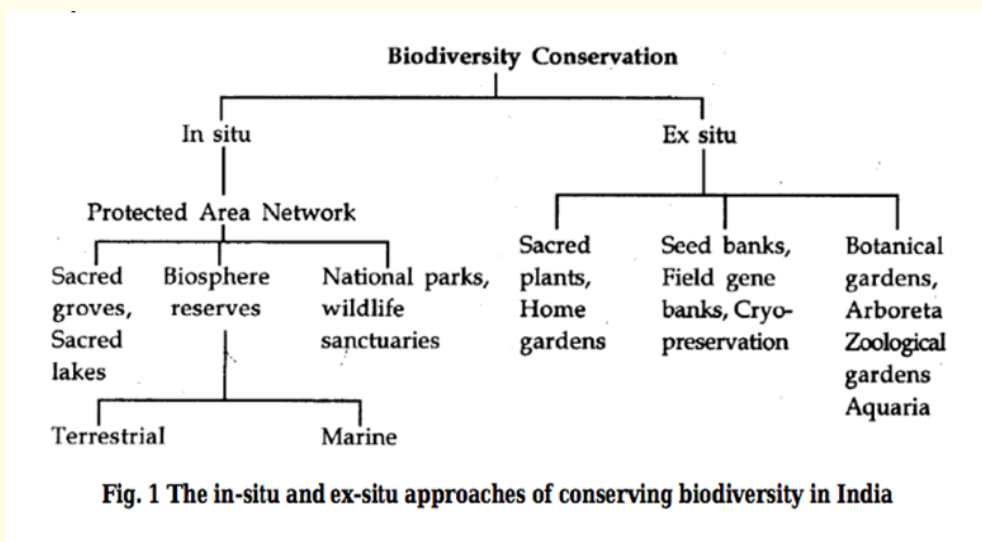 Biodiversity Conservation
In situ
Ex situ
Protected Area Network
Sacred
groves,
Sacred
lakes
Biosphere
reserves
National parks,
wildlife
sanctuaries
Terrestrial
Marine
Sacred
plants,
Home
gardens
Seed banks,
Field gene
banks, Cryo-
preservation
Botanical
gardens,
Arboreta
Zoological
gardens
Aquaria
Fig. 1 The in-situ and ex-situ approaches of conserving biodiversity in India